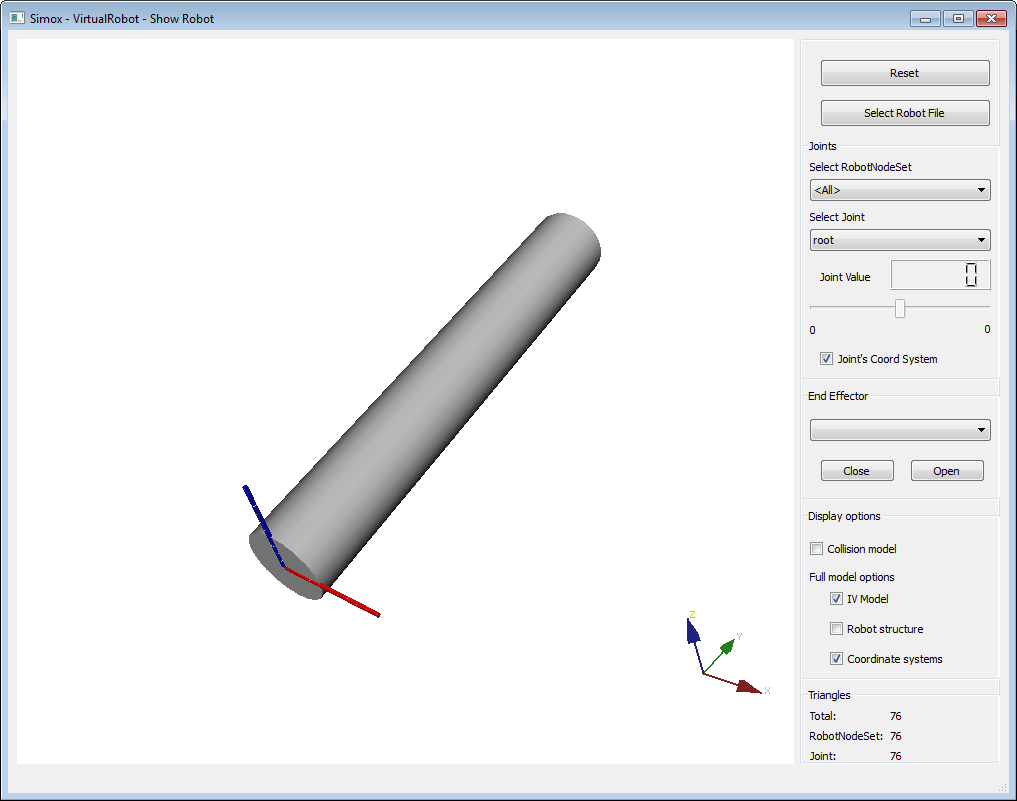 Simox - VirtualRobot - Show Robot
Reset
Select Robot File
Joints
Select RobotNodeSet
<All>
Select Joint
root
Joint Value 0
0 0
Joint's Coord System
End Effector
Close Open
Display options
Collision model
Full model options
IV Model
Robot structure
Coordinate systems
Z
Y
X
Triangles
Total: 76
RobotNodeSet: 76
Joint: 76